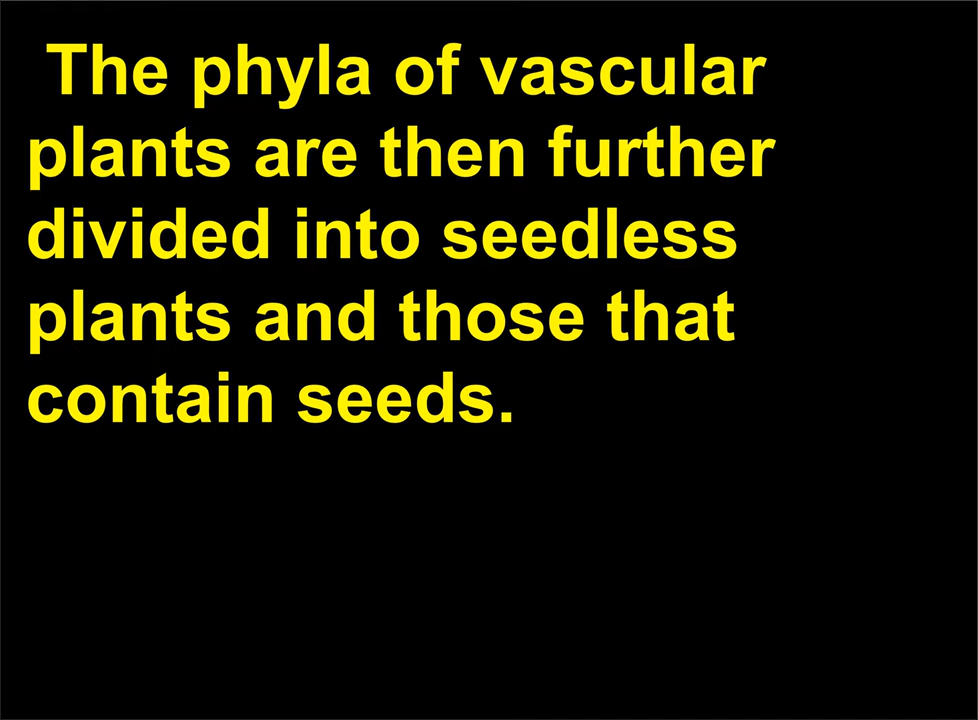 The phyla of vascular
plants are then further
divided into seedless
plants and those that
contain seeds.